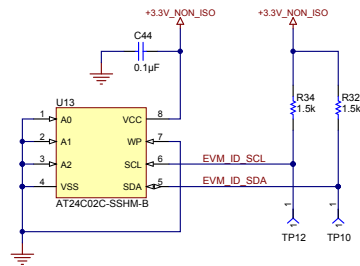 +3.3V_NON_ISO +3.3V_NON_ISO
C44
0.1µF
R34 R32
1.5k 1.5k
U13
1 A0 VCC 8
2 A1 WP 7
3 A2 SCL 6 EVM_ID_SCL
4 VSS SDA 5 EVM_ID_SDA
AT24C02C-SSHM-B
1 1
TP12 TP10